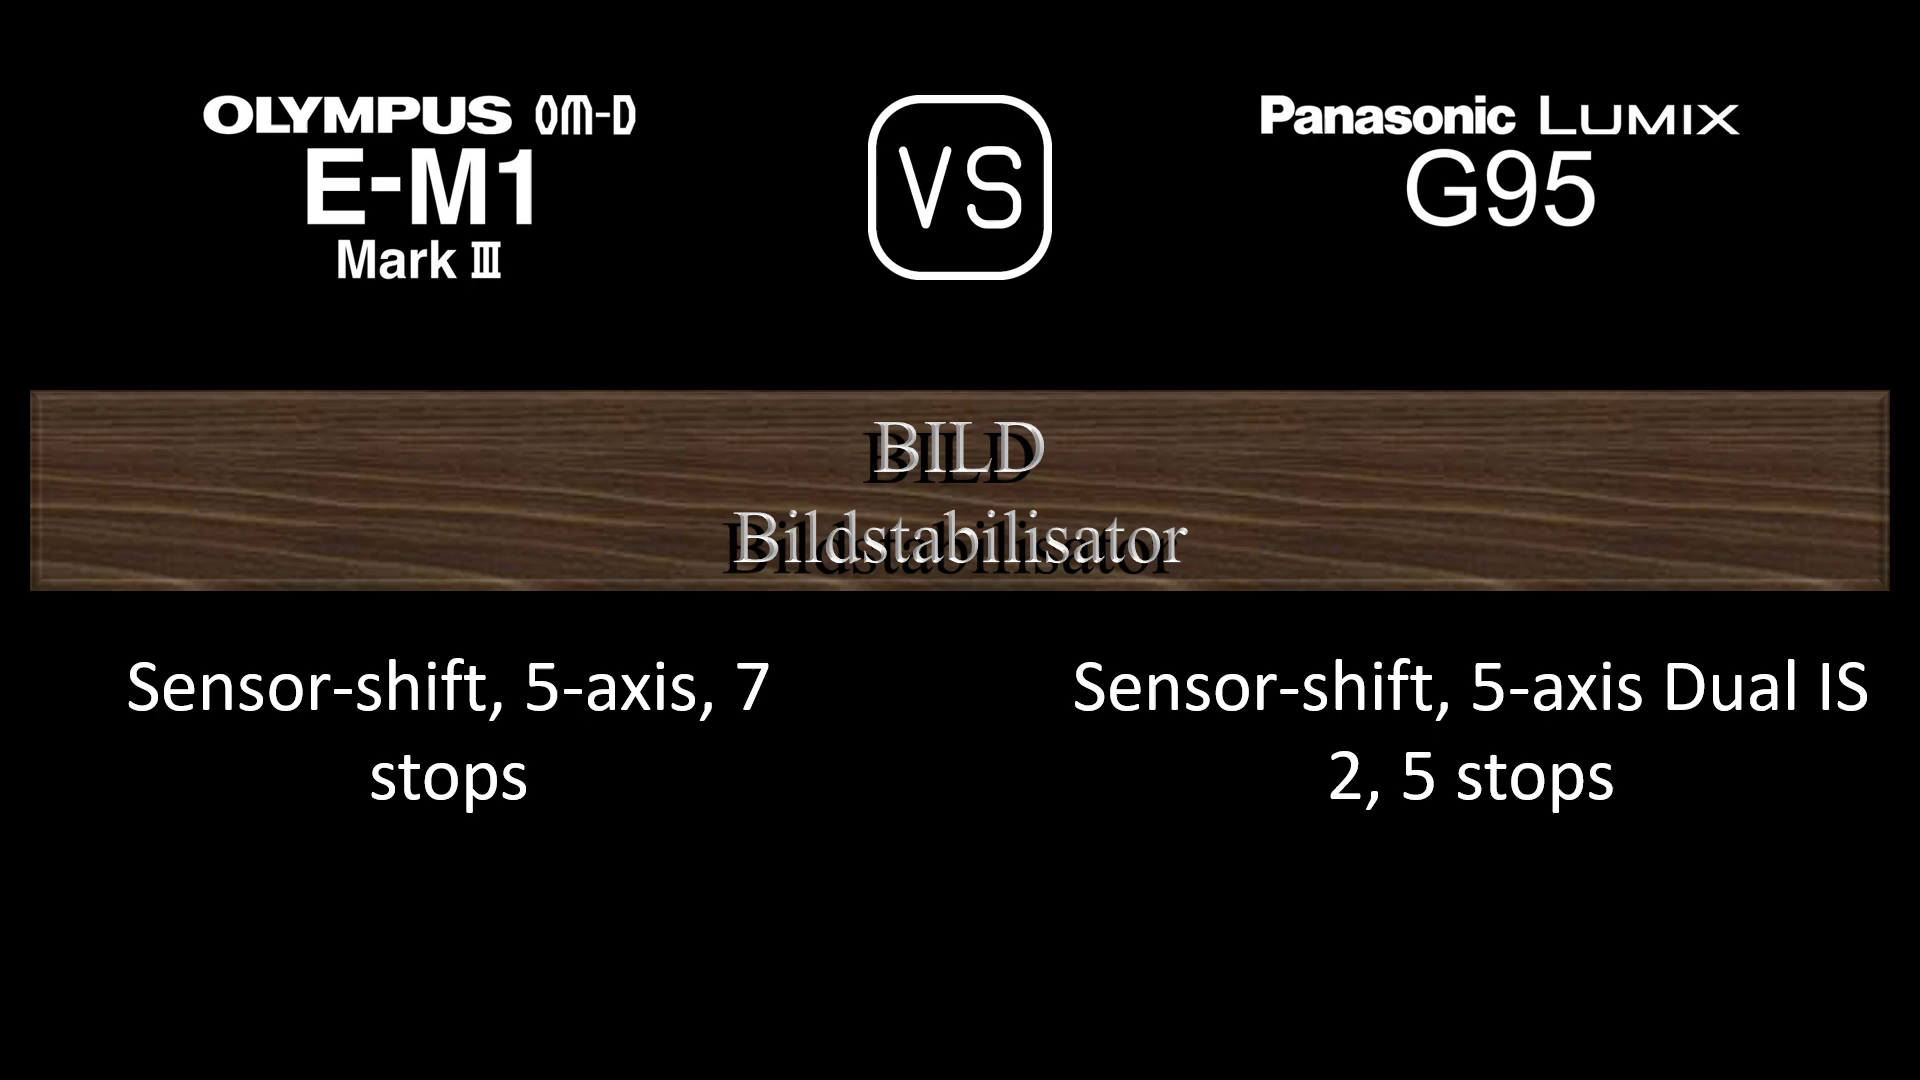 OLYMPUS OM-D
E-M1
Mark III
VS
Panasonic LUMIX
G95
BILD
Bildstabilisator
Sensor-shift, 5-axis, 7
stops
Sensor-shift, 5-axis Dual IS
2, 5 stops